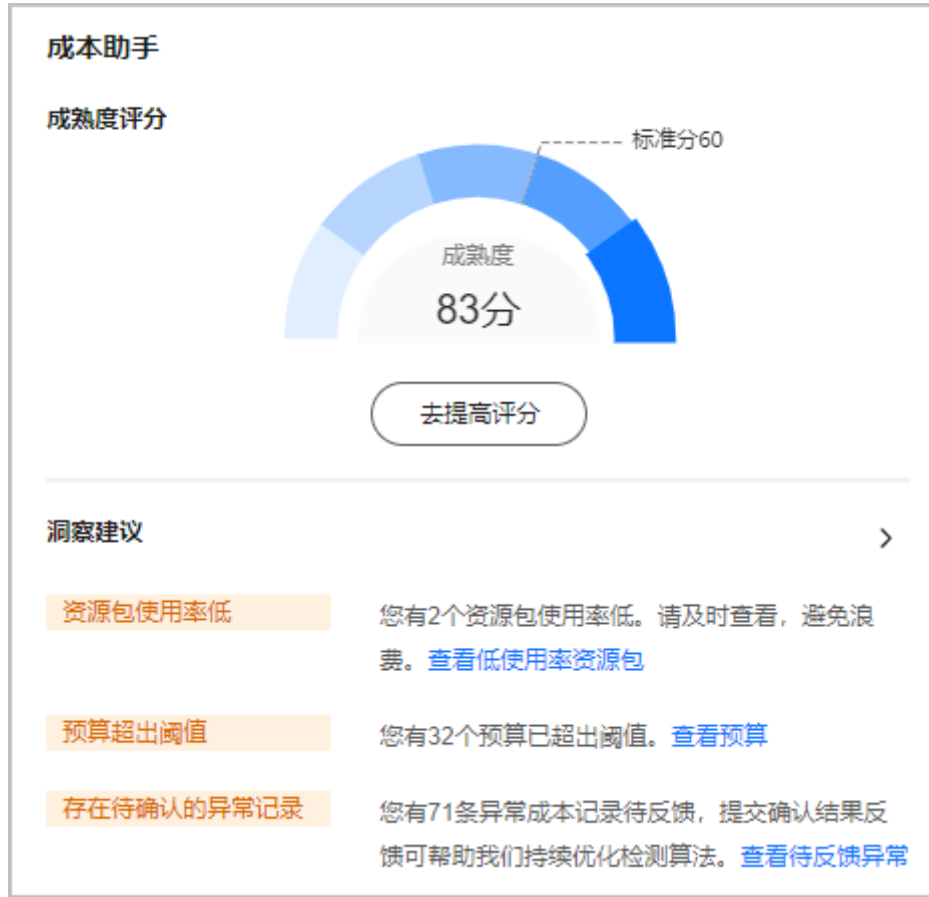 成本助手
成熟度评分
标准分60
成熟度
83分
去提高评分
洞察建议
资源包使用率低
您有2个资源包使用率低。请及时查看，避免浪
费。查看低使用率资源包
预算超出阈值
您有32个预算已超出阈值。查看预算
存在待确认的异常记录
您有71条异常成本记录待反馈，提交确认结果反
馈可帮助我们持续优化检测算法。查看待反馈异常